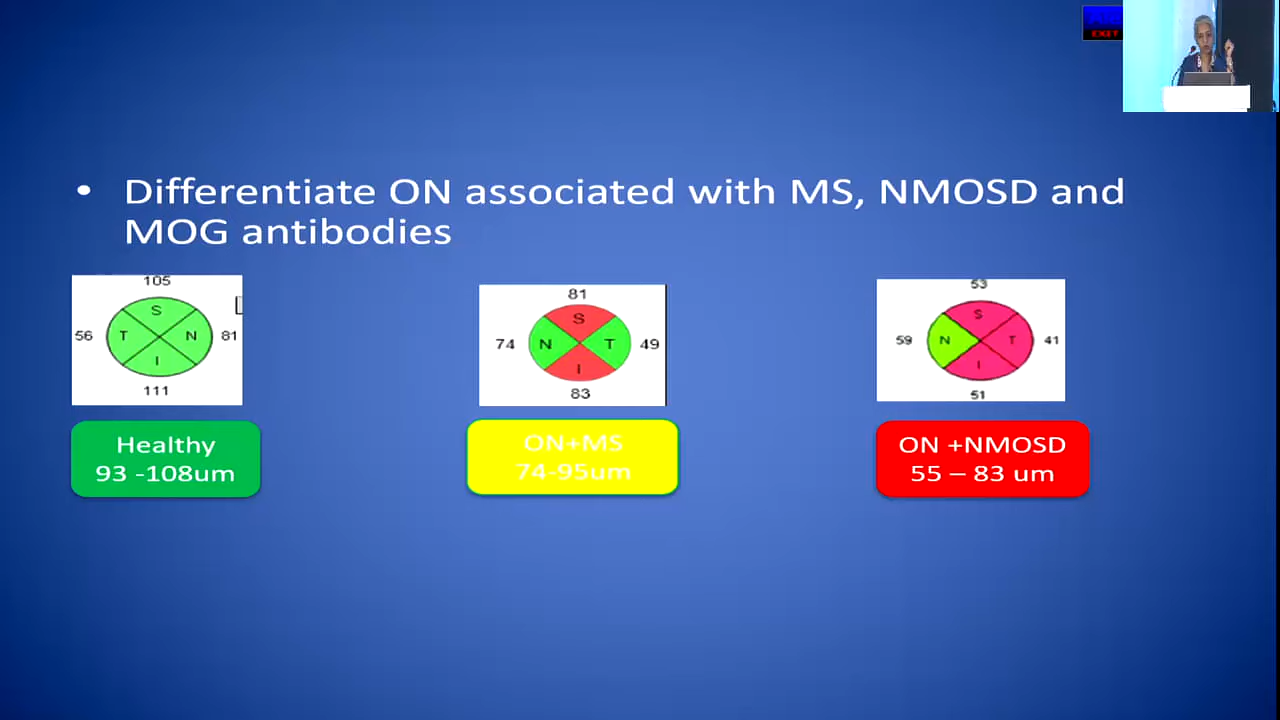 EXIT
• Differentiate ON associated with MS, NMOSD and
MOG antibodies
105
S
56 T N 81
I
111
Healthy
93 -108um
81
S
74 N T 49
I
83
ON+MS
74-95um
53
S
59 N T 41
I
51
ON +NMOSD
55 – 83 um